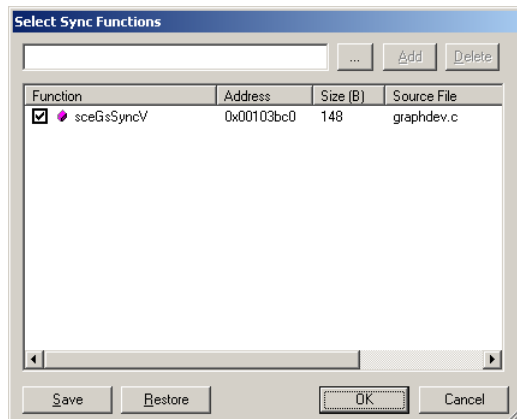 Select Sync Functions
... Add Delete
Function Address Size (B) Source File
sceGsSyncV 0x00103bc0 148 graphdev.c
Save Restore OK Cancel